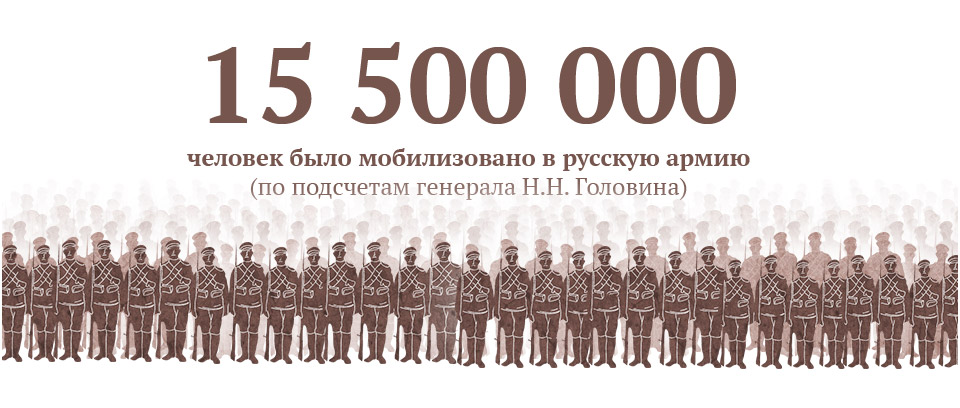 15 500 000
человек было мобилизовано в русскую армию
(по подсчетам генерала Н.Н. Головина)